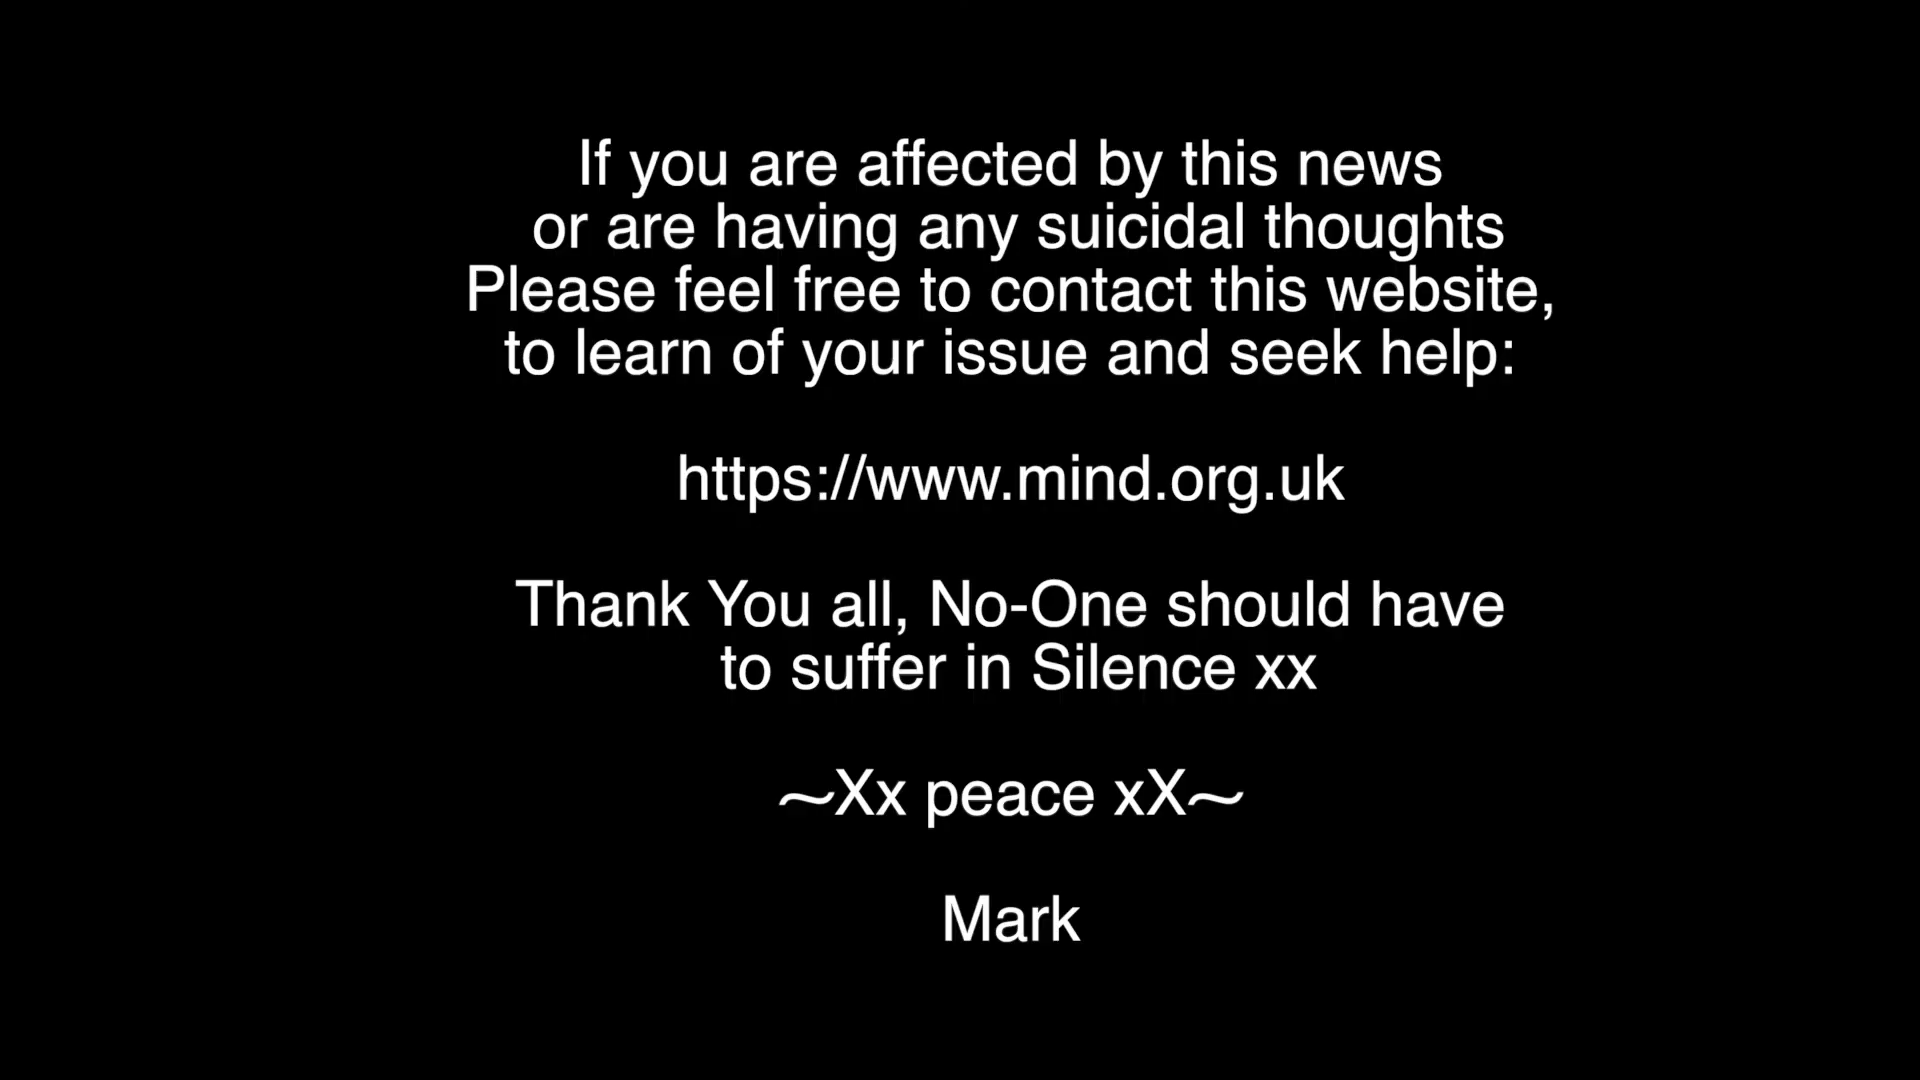 If you are affected by this news
or are having any suicidal thoughts
Please feel free to contact this website,
to learn of your issue and seek help:
https://www.mind.org.uk
Thank You all, No-One should have
to suffer in Silence xx
~Xx peace xX~
Mark